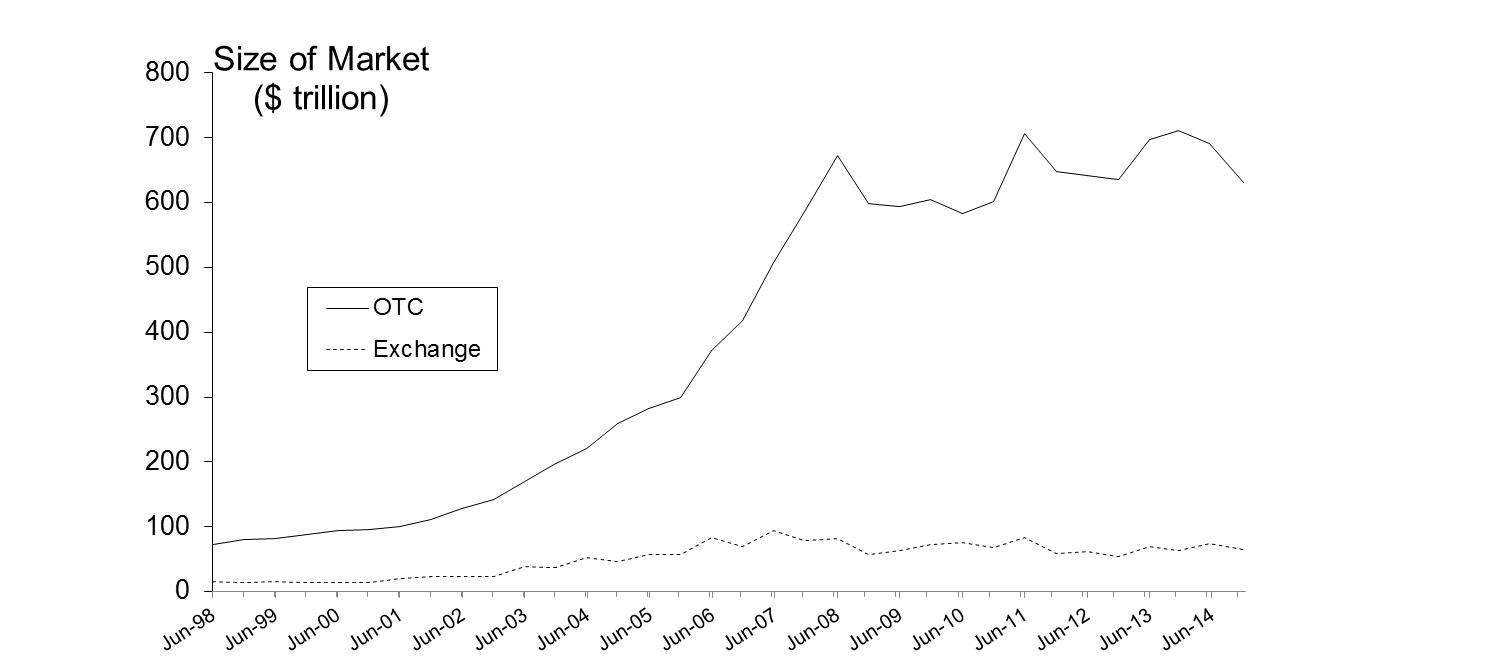 Size of Market
($ trillion)
800
700
600
500
400
300
200
100
0
OTC
Exchange
Jun-98
Jun-99
Jun-00
Jun-01
Jun-02
Jun-03
Jun-04
Jun-05
Jun-06
Jun-07
Jun-08
Jun-09
Jun-10
Jun-11
Jun-12
Jun-13
Jun-14